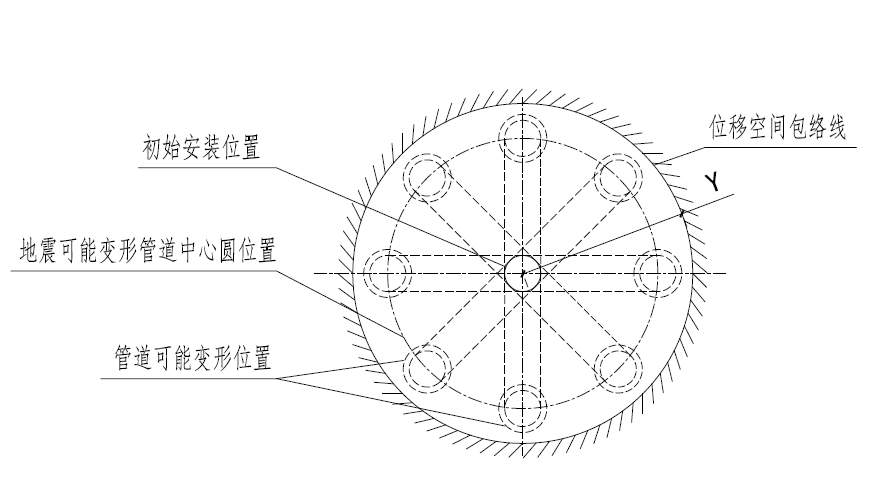 位移空间包络线
初始安装位置
Y
地震可能变形管道中心圆位置
管道可能变形位置